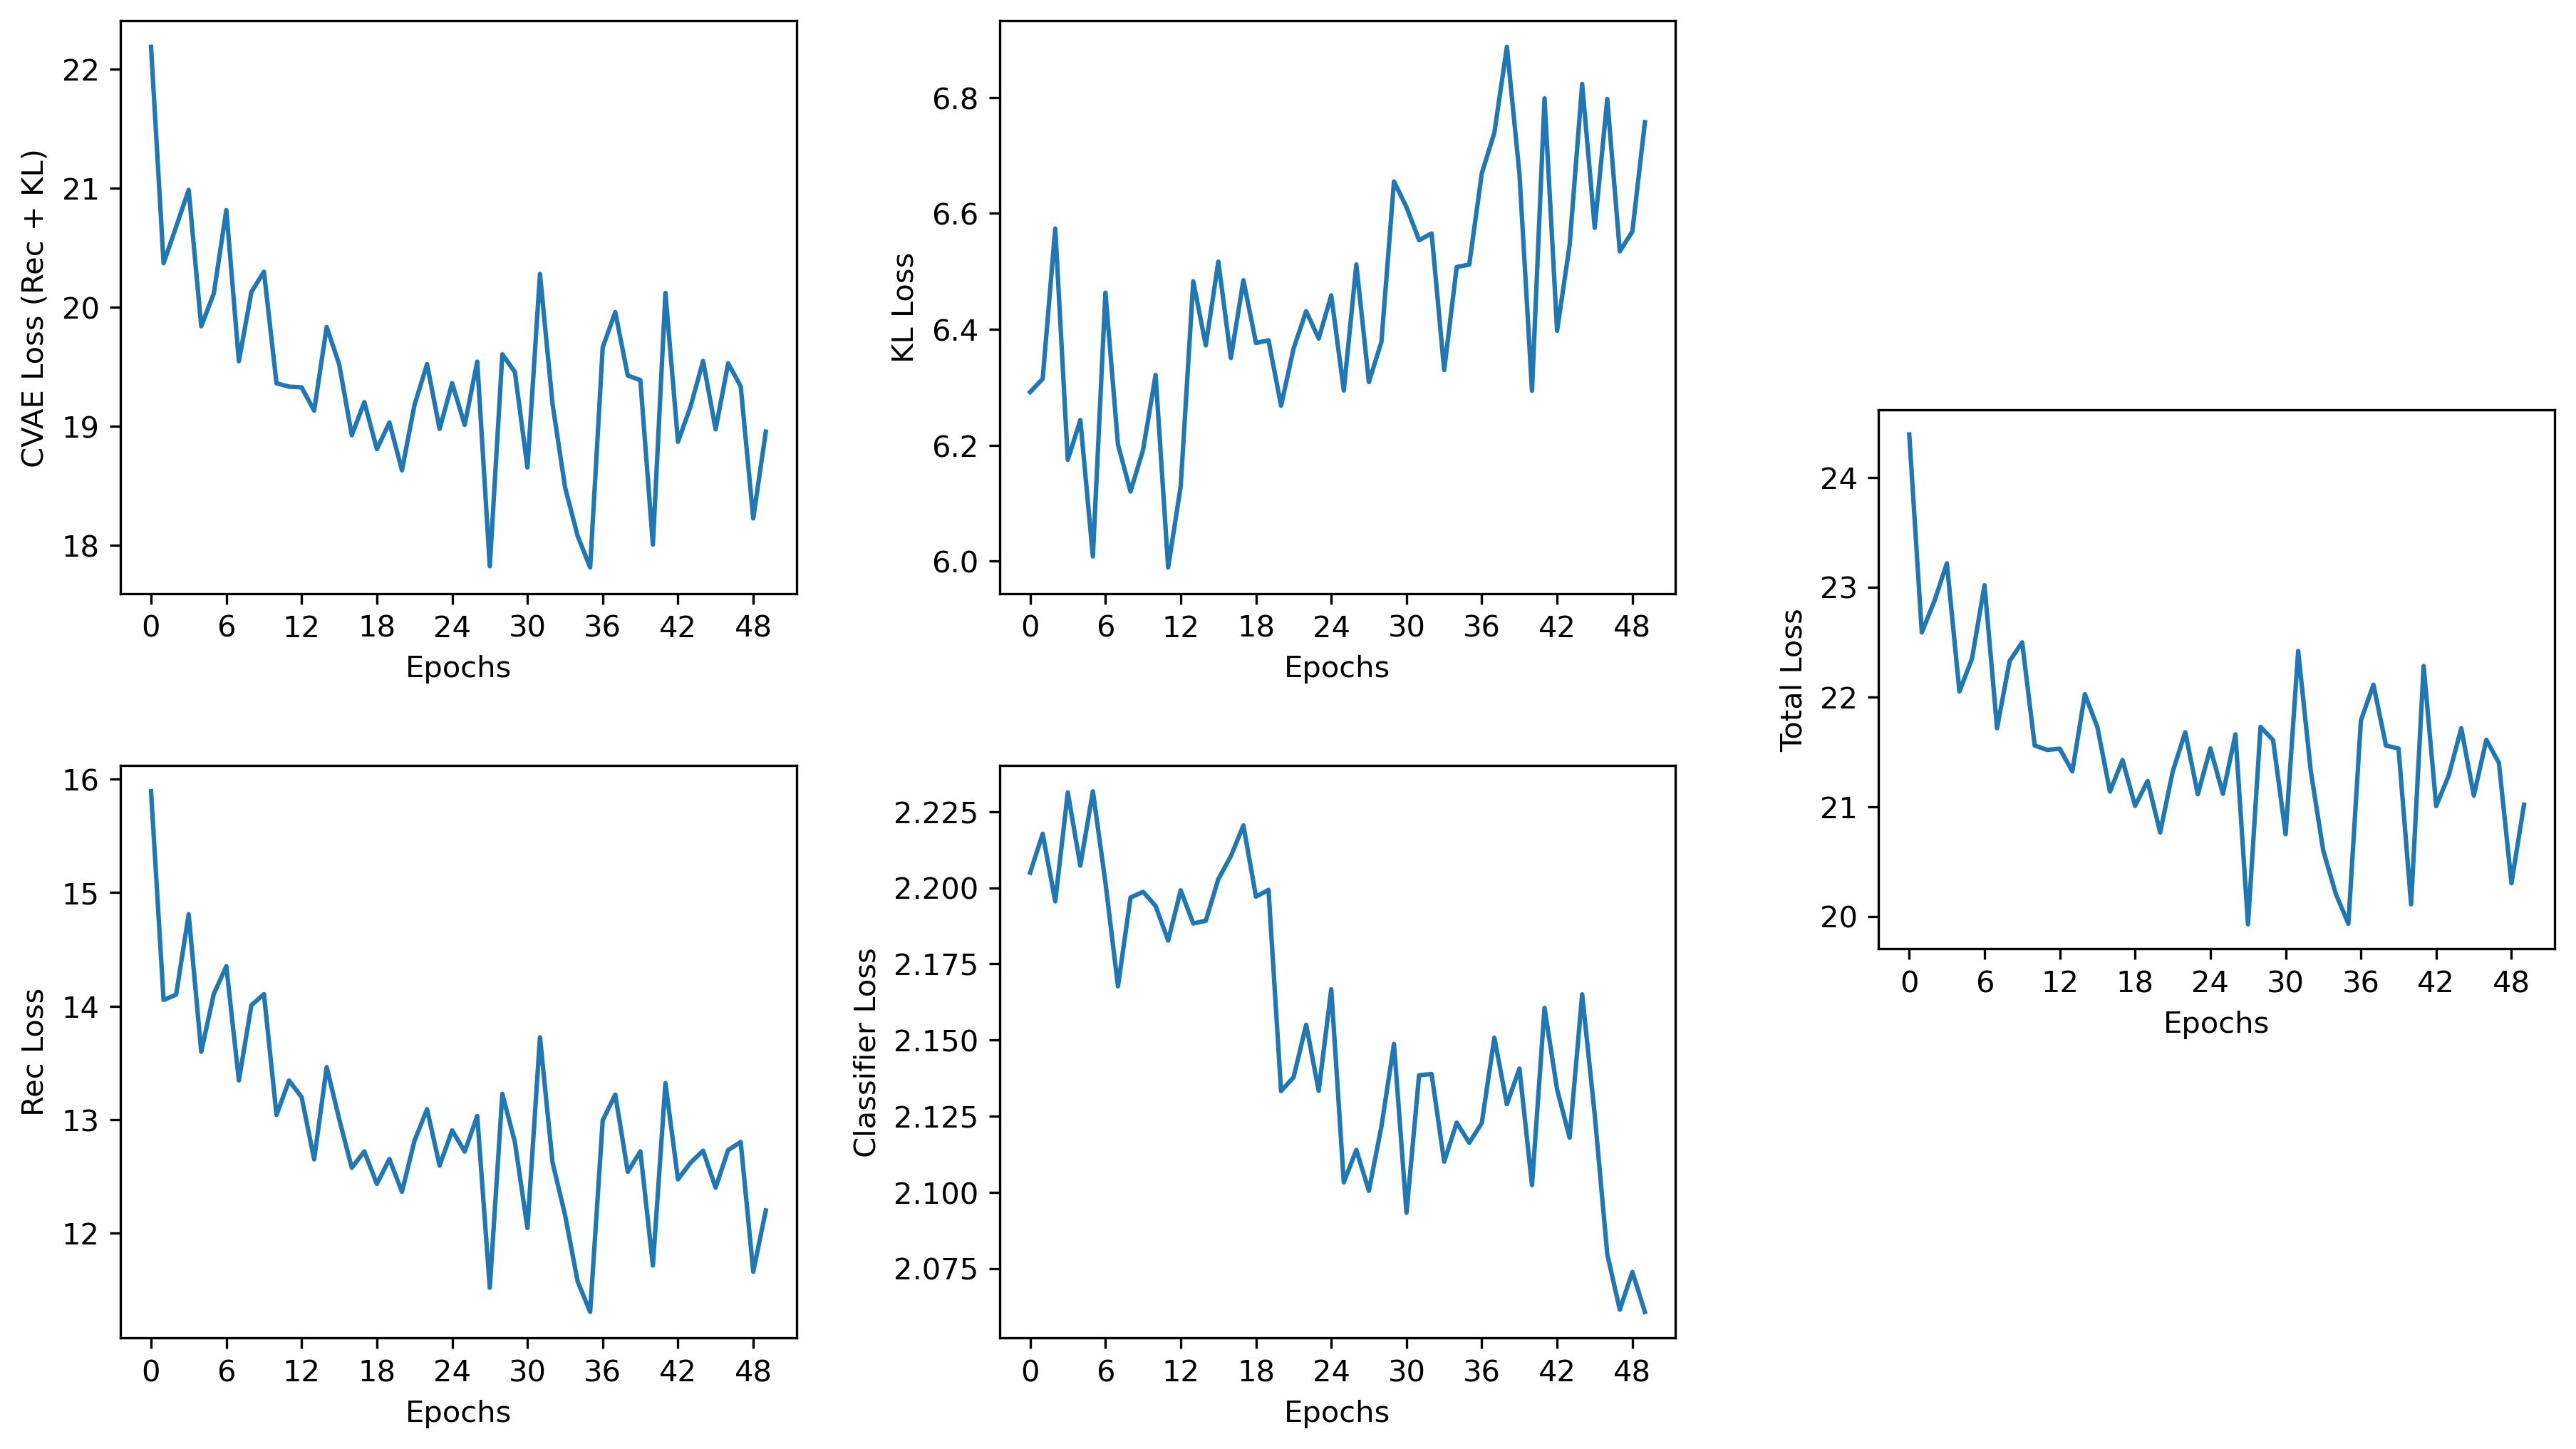 CVAE Loss (Rec + KL)
22
21
20
19
18
0 6 12 18 24 30 36 42 48
Epochs
KL Loss
6.8
6.6
6.4
6.2
6.0
0 6 12 18 24 30 36 42 48
Epochs
Rec Loss
16
15
14
13
12
0 6 12 18 24 30 36 42 48
Epochs
Classifier Loss
2.225
2.200
2.175
2.150
2.125
2.100
2.075
0 6 12 18 24 30 36 42 48
Epochs
Total Loss
24
23
22
21
20
0 6 12 18 24 30 36 42 48
Epochs